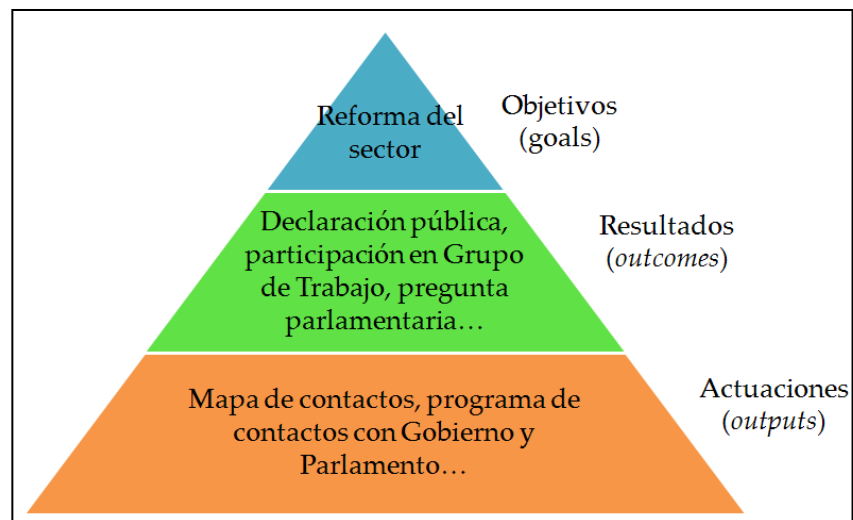 Reforma del
sector
Objetivos
(goals)
Declaración pública,
participación en Grupo
de Trabajo, pregunta
parlamentaria…
Resultados
(outcomes)
Mapa de contactos, programa de
contactos con Gobierno y
Parlamento…
Actuaciones
(outputs)